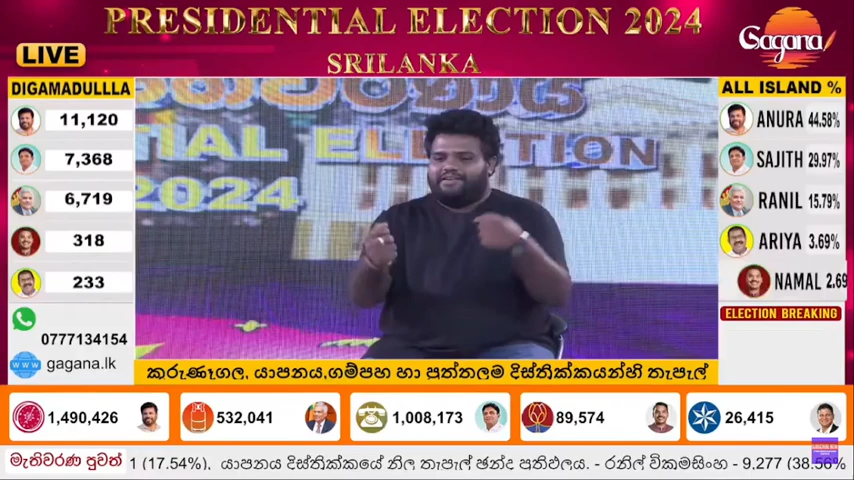 PRESIDENTIAL ELECTION 2024
SRILANKA
LIVE
Gagana
DIGAMADULLLA
11,120
7,368
6,719
318
233
0777134154
www gagana.lk
ELECTION
2024
ALL ISLAND %
ANURA 44.58%
SAJITH 29.97%
RANIL 15.79%
ARIYA 3.69%
NAMAL 2.69
ELECTION BREAKING
කුරුණෑගල, යාපනය,ගම්පහ හා පුත්තලම දිස්ත්‍රික්කයන්හි තැපැල්
1,490,426
532,041
1,008,173
89,574
26,415
මැතිවරණ පුවත් 1 (17.54%). යාපනය දිස්ත්‍රික්කයේ නිල තැපැල් ඡන්ද ප්‍රතිඵලය. - රනිල් වික්‍රමසිංහ - 9,277 (38.56%